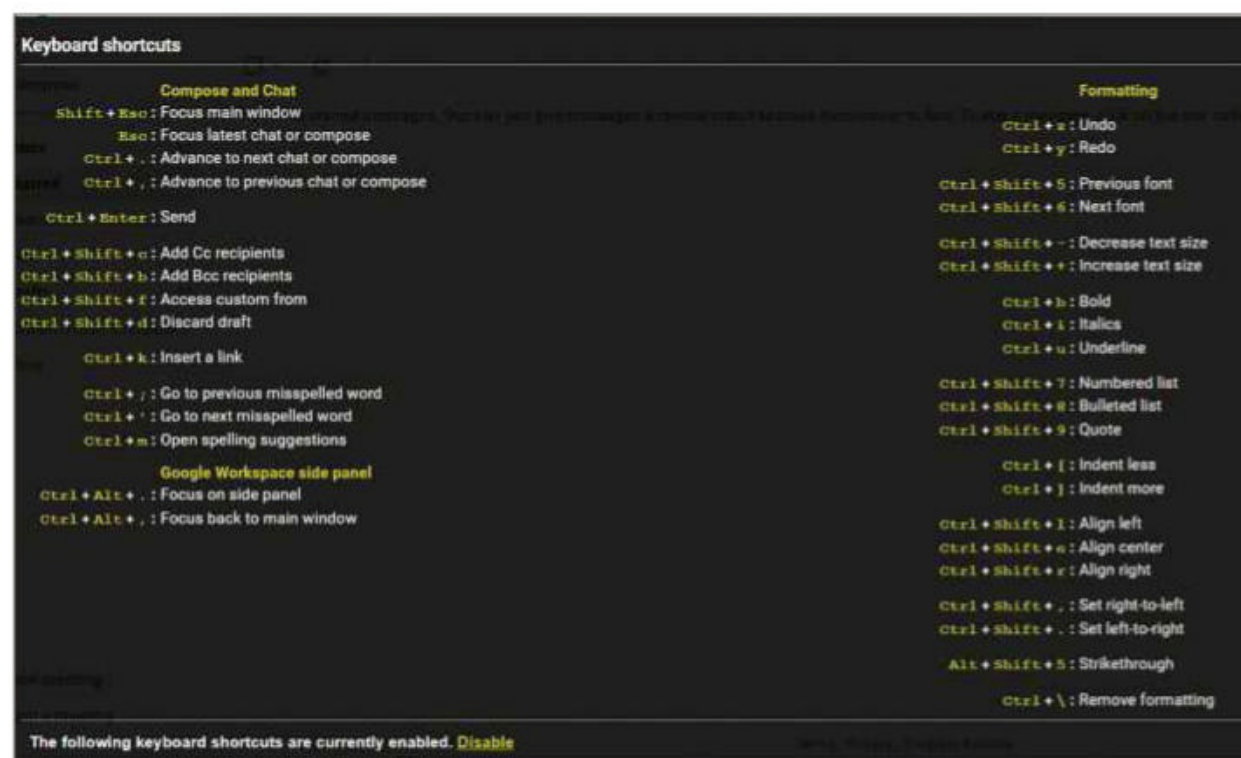 Keyboard shortcuts
Compose and Chat
Shift+Esc: Focus main window
Esc: Focus latest chat or compose
Ctrl+.: Advance to next chat or compose
Ctrl+,: Advance to previous chat or compose
Ctrl+Enter: Send
Ctrl+Shift+c: Add Cc recipients
Ctrl+Shift+b: Add Bcc recipients
Ctrl+Shift+f: Access custom from
Ctrl+Shift+d: Discard draft
Ctrl+k: Insert a link
Ctrl+;: Go to previous misspelled word
Ctrl+': Go to next misspelled word
Ctrl+m: Open spelling suggestions
Google Workspace side panel
Ctrl+Alt+.: Focus on side panel
Ctrl+Alt+,: Focus back to main window
Formatting
Ctrl+z: Undo
Ctrl+y: Redo
Ctrl+Shift+5: Previous font
Ctrl+Shift+6: Next font
Ctrl+Shift+-: Decrease text size
Ctrl+Shift++: Increase text size
Ctrl+b: Bold
Ctrl+i: Italics
Ctrl+u: Underline
Ctrl+Shift+7: Numbered list
Ctrl+Shift+8: Bulleted list
Ctrl+Shift+9: Quote
Ctrl+[: Indent less
Ctrl+]: Indent more
Ctrl+Shift+l: Align left
Ctrl+Shift+e: Align center
Ctrl+Shift+r: Align right
Ctrl+Shift+,: Set right-to-left
Ctrl+Shift+.: Set left-to-right
Alt+Shift+5: Strikethrough
Ctrl+\: Remove formatting
The following keyboard shortcuts are currently enabled. Disable